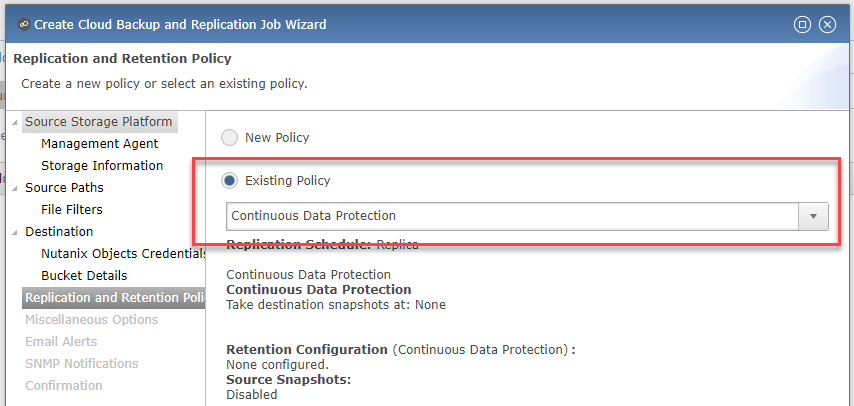 Create Cloud Backup and Replication Job Wizard
Replication and Retention Policy
Create a new policy or select an existing policy.
Source Storage Platform
Management Agent
Storage Information
Source Paths
File Filters
Destination
Nutanix Objects Credentials
Bucket Details
Replication and Retention Poli
Miscellaneous Options
Email Alerts
SNMP Notifications
Confirmation
New Policy
Existing Policy
Continuous Data Protection
Replication Schedule: Replica
Continuous Data Protection
Continuous Data Protection
Take destination snapshots at: None
Retention Configuration (Continuous Data Protection) :
None configured.
Source Snapshots:
Disabled